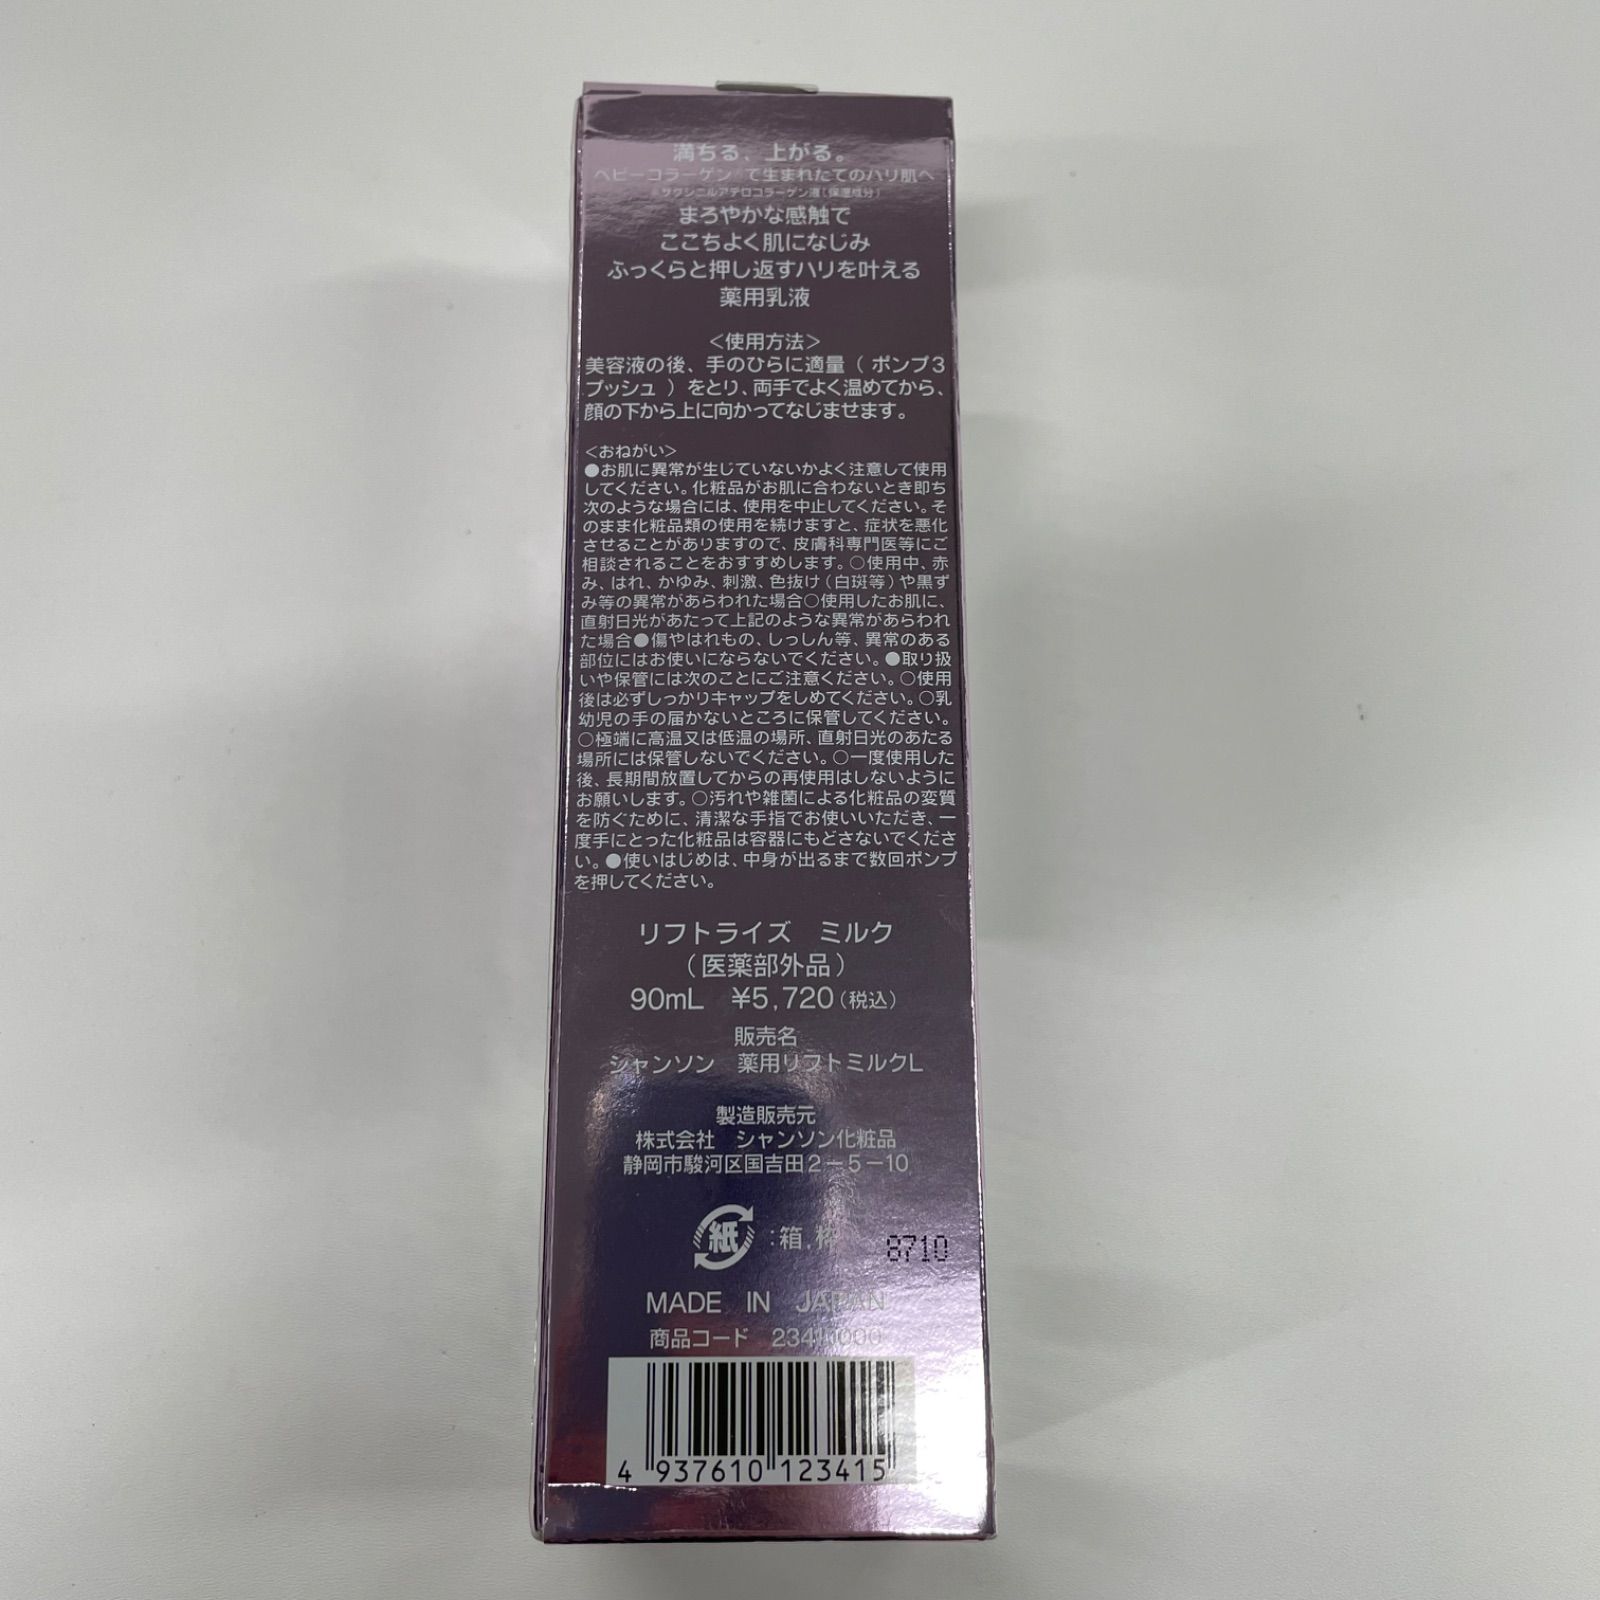 満ちる、上がる。
ベビーコラーゲン※で生まれたてのハリ肌へ
※サクシニルアテロコラーゲン液〔保湿成分〕
まろやかな感触で
ここちよく肌になじみ
ふっくらと押し返すハリを叶える
薬用乳液
＜使用方法＞
美容液の後、手のひらに適量（ポンプ3
プッシュ）をとり、両手でよく温めてから、
顔の下から上に向かってなじませます。
＜おねがい＞
●お肌に異常が生じていないかよく注意して使用
してください。化粧品がお肌に合わないとき即ち
次のような場合には、使用を中止してください。そ
のまま化粧品類の使用を続けますと、症状を悪化
させることがありますので、皮膚科専門医等にご
相談されることをおすすめします。○使用中、赤
み、はれ、かゆみ、刺激、色抜け（白斑等）や黒ず
み等の異常があらわれた場合○使用したお肌に、
直射日光があたって上記のような異常があらわれ
た場合●傷やはれもの、しっしん等、異常のある
部位にはお使いにならないでください。●取り扱
いや保管には次のことにご注意ください。○使用
後は必ずしっかりキャップをしめてください。○乳
幼児の手の届かないところに保管してください。
○極端に高温又は低温の場所、直射日光のあたる
場所には保管しないでください。○一度使用した
後、長期間放置してからの再使用はしないように
お願いします。○汚れや雑菌による化粧品の変質
を防ぐために、清潔な手指でお使いいただき、一
度手にとった化粧品は容器にもどさないでくださ
い。●使いはじめは、中身が出るまで数回ポンプ
を押してください。
リフトライズ ミルク
（医薬部外品）
90mL ¥5,720（税込）
販売名
シャンソン 薬用リフトミルクL
製造販売元
株式会社 シャンソン化粧品
静岡市駿河区国吉田2－5－10
紙 :箱,枠
8710
MADE IN JAPAN
商品コード
4 937610 123415